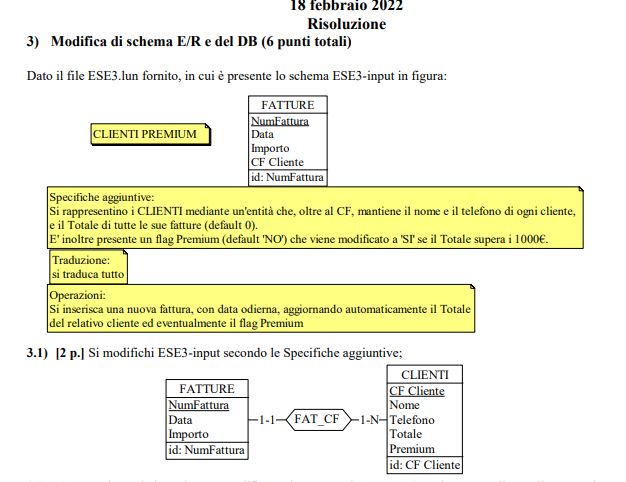 18 febbraio 2022
Risoluzione
3) Modifica di schema E/R e del DB (6 punti totali)
Dato il file ESE3.lun fornito, in cui è presente lo schema ESE3-input in figura:
CLIENTI PREMIUM
FATTURE
NumFattura
Data
Importo
CF Cliente
id: NumFattura
Specifiche aggiuntive:
Si rappresentino i CLIENTI mediante un'entità che, oltre al CF, mantiene il nome e il telefono di ogni cliente,
e il Totale di tutte le sue fatture (default 0).
E' inoltre presente un flag Premium (default 'NO') che viene modificato a 'SI' se il Totale supera i 1000€.
Traduzione:
si traduca tutto
Operazioni:
Si inserisca una nuova fattura, con data odierna, aggiornando automaticamente il Totale
del relativo cliente ed eventualmente il flag Premium
3.1) [2 p.] Si modifichi ESE3-input secondo le Specifiche aggiuntive;
FATTURE
NumFattura
Data
Importo
id: NumFattura
1-1
FAT_CF
1-N
CLIENTI
CF Cliente
Nome
Telefono
Totale
Premium
id: CF Cliente